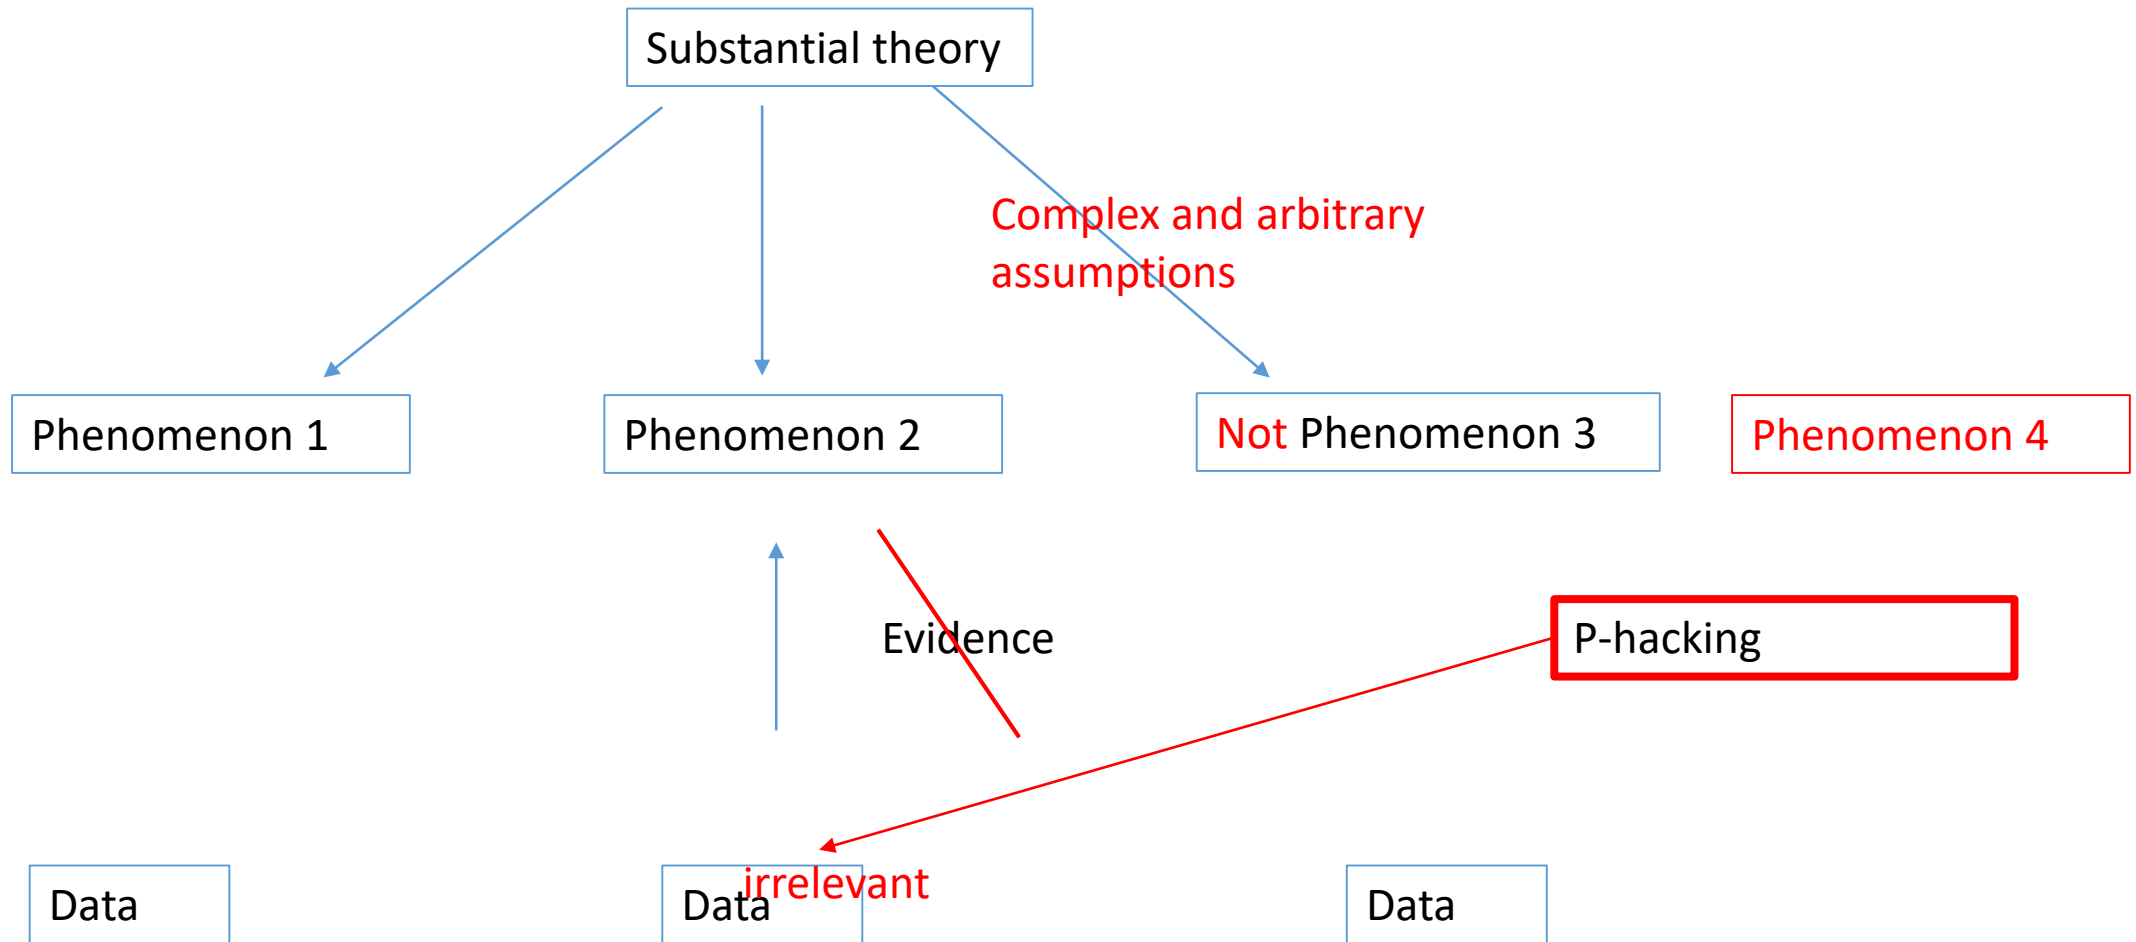 Substantial theory
Complex and arbitrary
assumptions
Phenomenon 1
Phenomenon 2
Not Phenomenon 3
Phenomenon 4
Evidence
P-hacking
irrelevant
Data
Data
Data